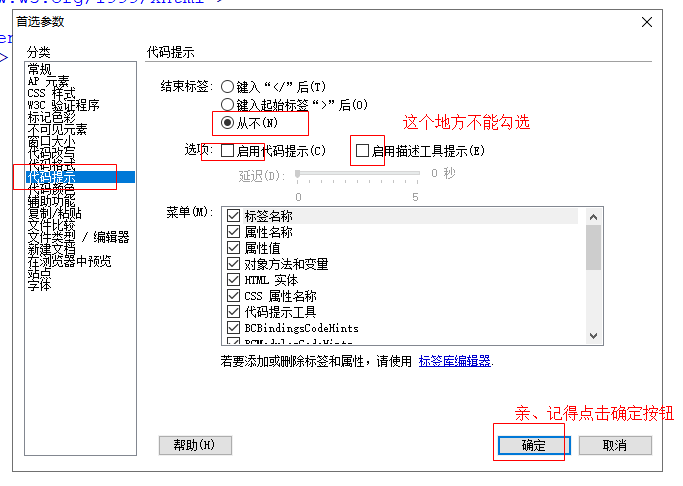 www.w3.org/1999/xhtml">
首选参数
er
>
分类
常规
AP 元素
CSS 样式
W3C 验证程序
标记色彩
不可见元素
窗口大小
代码改写
代码格式
代码提示
代码颜色
辅助功能
复制/粘贴
文件比较
文件类型 / 编辑器
新建文档
在浏览器中预览
站点
字体
代码提示
结束标签: 键入“</”后(T)
键入起始标签“>”后(O)
从不(N)
这个地方不能勾选
选项: 启用代码提示(C) 启用描述工具提示(E)
延迟(D): 0 秒
0 5
菜单(M): 标签名称
属性名称
属性值
对象方法和变量
HTML 实体
CSS 属性名称
代码提示工具
BCBindingsCodeHints
BCModulesCodeHints
若要添加或删除标签和属性，请使用 标签库编辑器.
亲、记得点击确定按钮
帮助(H) 确定 取消